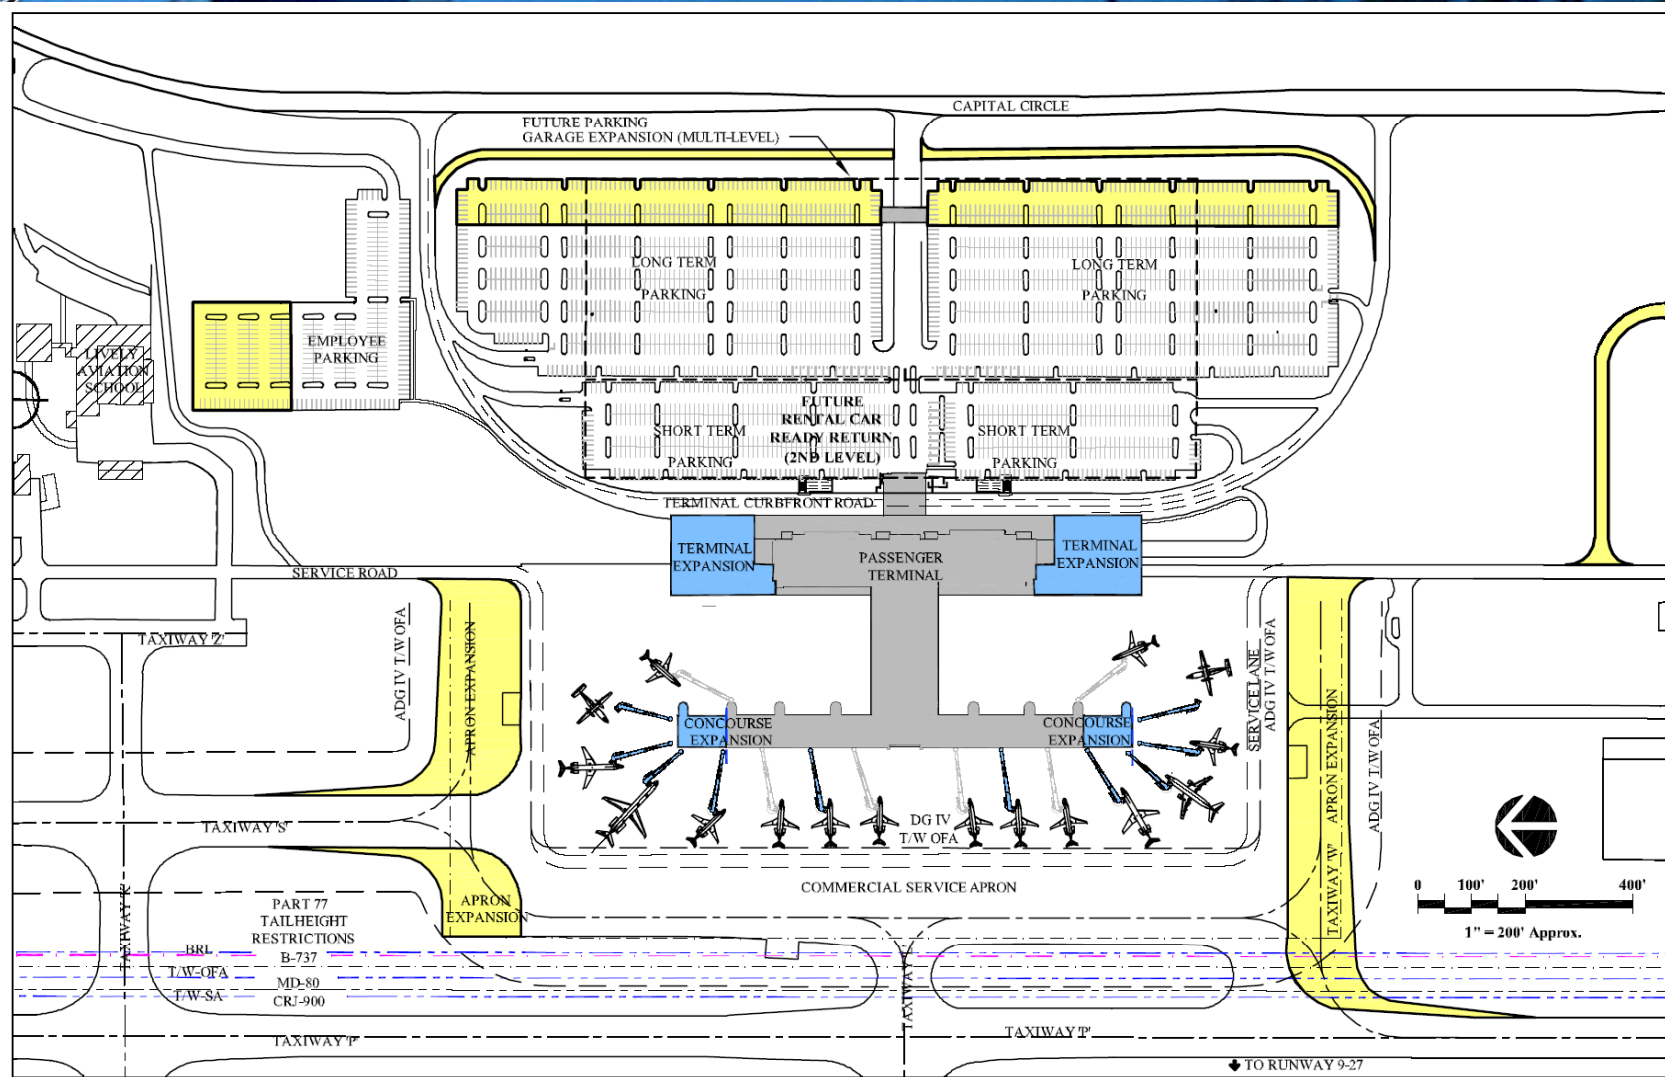 CAPITAL CIRCLE
FUTURE PARKING
GARAGE EXPANSION (MULTI-LEVEL)
LONG TERM
PARKING
LONG TERM
PARKING
EMPLOYEE
PARKING
LIVELY
AVIATION
SCHOOL
FUTURE
RENTAL CAR
READY RETURN
(2ND LEVEL)
SHORT TERM
PARKING
SHORT TERM
PARKING
TERMINAL CURBFRONT ROAD
TERMINAL
EXPANSION
PASSENGER
TERMINAL
TERMINAL
EXPANSION
SERVICE ROAD
TAXIWAY 'Z'
ADG IV T/W OFA
APRON EXPANSION
SERVICE LANE
ADG IV T/W OFA
CONCOURSE
EXPANSION
CONCOURSE
EXPANSION
TAXIWAY 'W'
APRON EXPANSION
ADG IV T/W OFA
TAXIWAY 'S'
DG IV
T/W OFA
COMMERCIAL SERVICE APRON
APRON
EXPANSION
PART 77
TAILHEIGHT
RESTRICTIONS
B-737
MD-80
CRJ-900
BRL
T/W-OFA
T/W-SA
TAXIWAY 'P'
TAXIWAY 'P'
0 100' 200' 400'
1" = 200' Approx.
TO RUNWAY 9-27